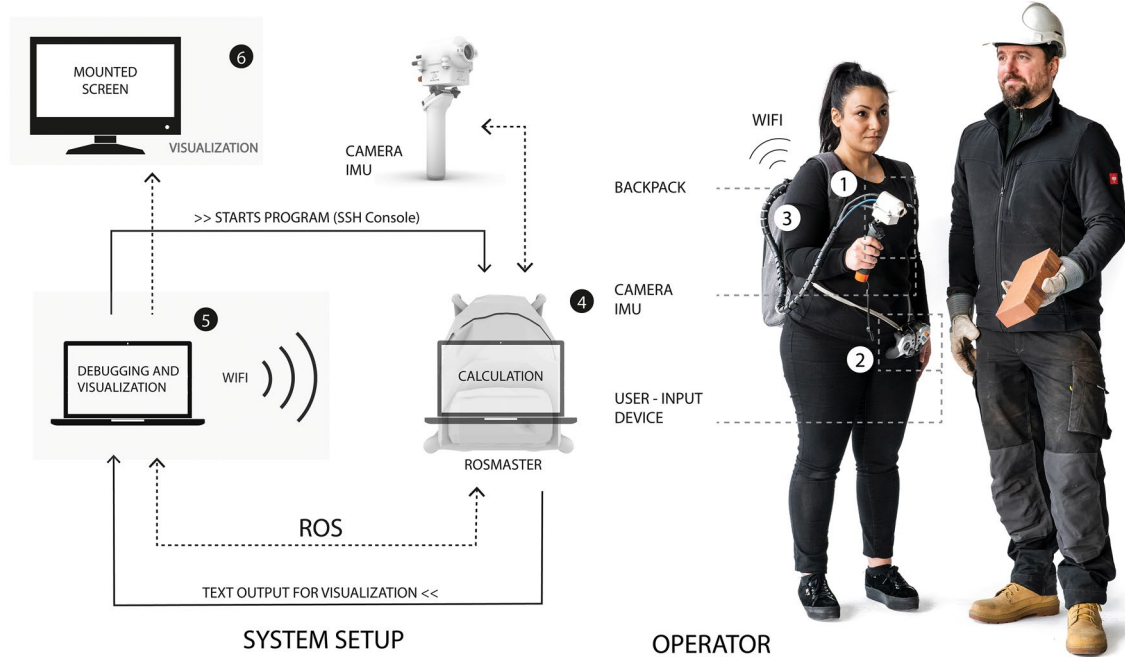 6
MOUNTED
SCREEN
VISUALIZATION
CAMERA
IMU
>> STARTS PROGRAM (SSH Console)
5
DEBUGGING AND
VISUALIZATION
WIFI
4
CALCULATION
ROSMASTER
ROS
TEXT OUTPUT FOR VISUALIZATION <<
SYSTEM SETUP
WIFI
BACKPACK
1
3
CAMERA
IMU
2
USER - INPUT
DEVICE
OPERATOR